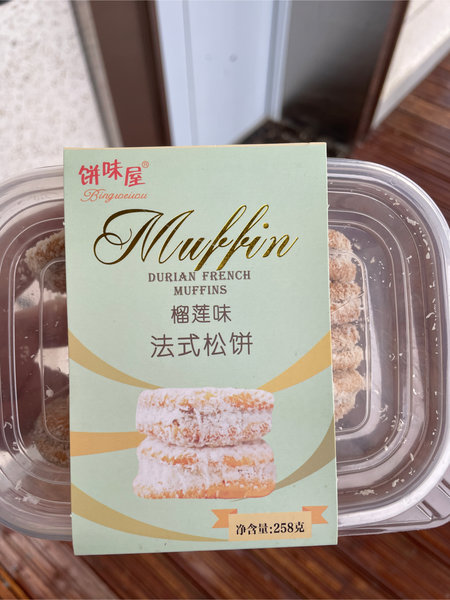 饼味屋®
Bingweiwu
Muffin
DURIAN FRENCH
MUFFINS
榴莲味
法式松饼
净含量:258克